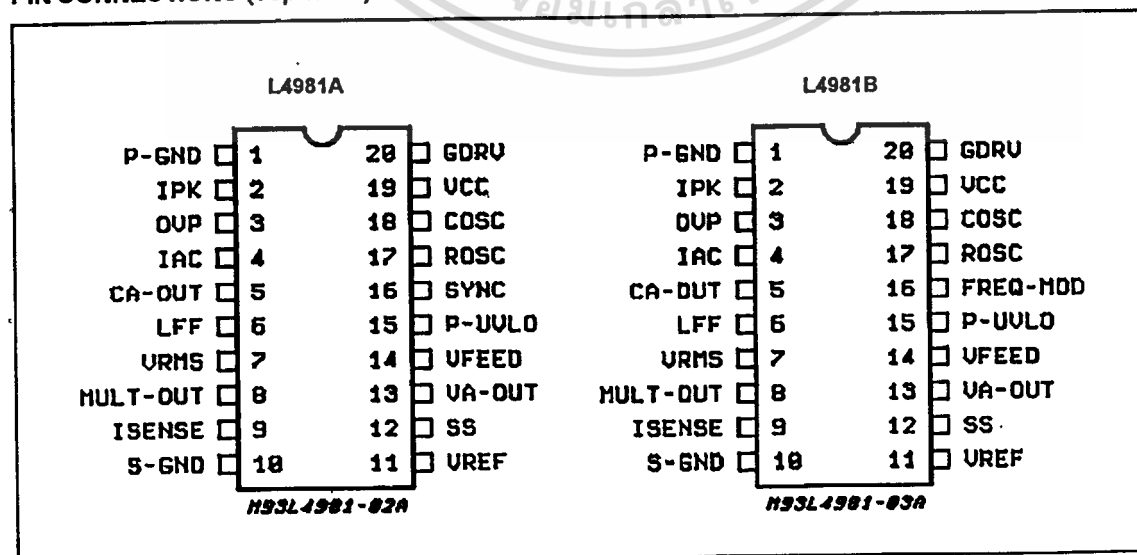 L4981A
P-GND 1 20 GDRV
IPK 2 19 VCC
OVP 3 18 COSC
IAC 4 17 ROSC
CA-OUT 5 16 SYNC
LFF 6 15 P-UVLO
VRMS 7 14 VFEED
MULT-OUT 8 13 VA-OUT
ISENSE 9 12 SS
S-GND 10 11 VREF
M93L4981-02A
L4981B
P-GND 1 20 GDRV
IPK 2 19 VCC
OVP 3 18 COSC
IAC 4 17 ROSC
CA-OUT 5 16 FREQ-MOD
LFF 6 15 P-UVLO
VRMS 7 14 VFEED
MULT-OUT 8 13 VA-OUT
ISENSE 9 12 SS
S-GND 10 11 VREF
M93L4981-03A